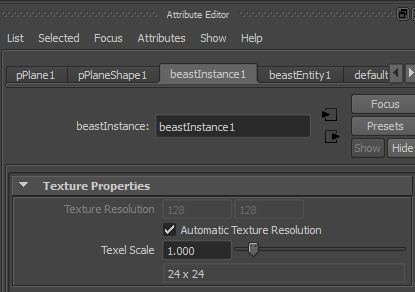 Attribute Editor
List Selected Focus Attributes Show Help
pPlane1 pPlaneShape1 beastInstance1 beastEntity1 default
beastInstance: beastInstance1
Focus
Presets
Show Hide
Texture Properties
Texture Resolution 128 128
Automatic Texture Resolution
Texel Scale 1.000
24 x 24